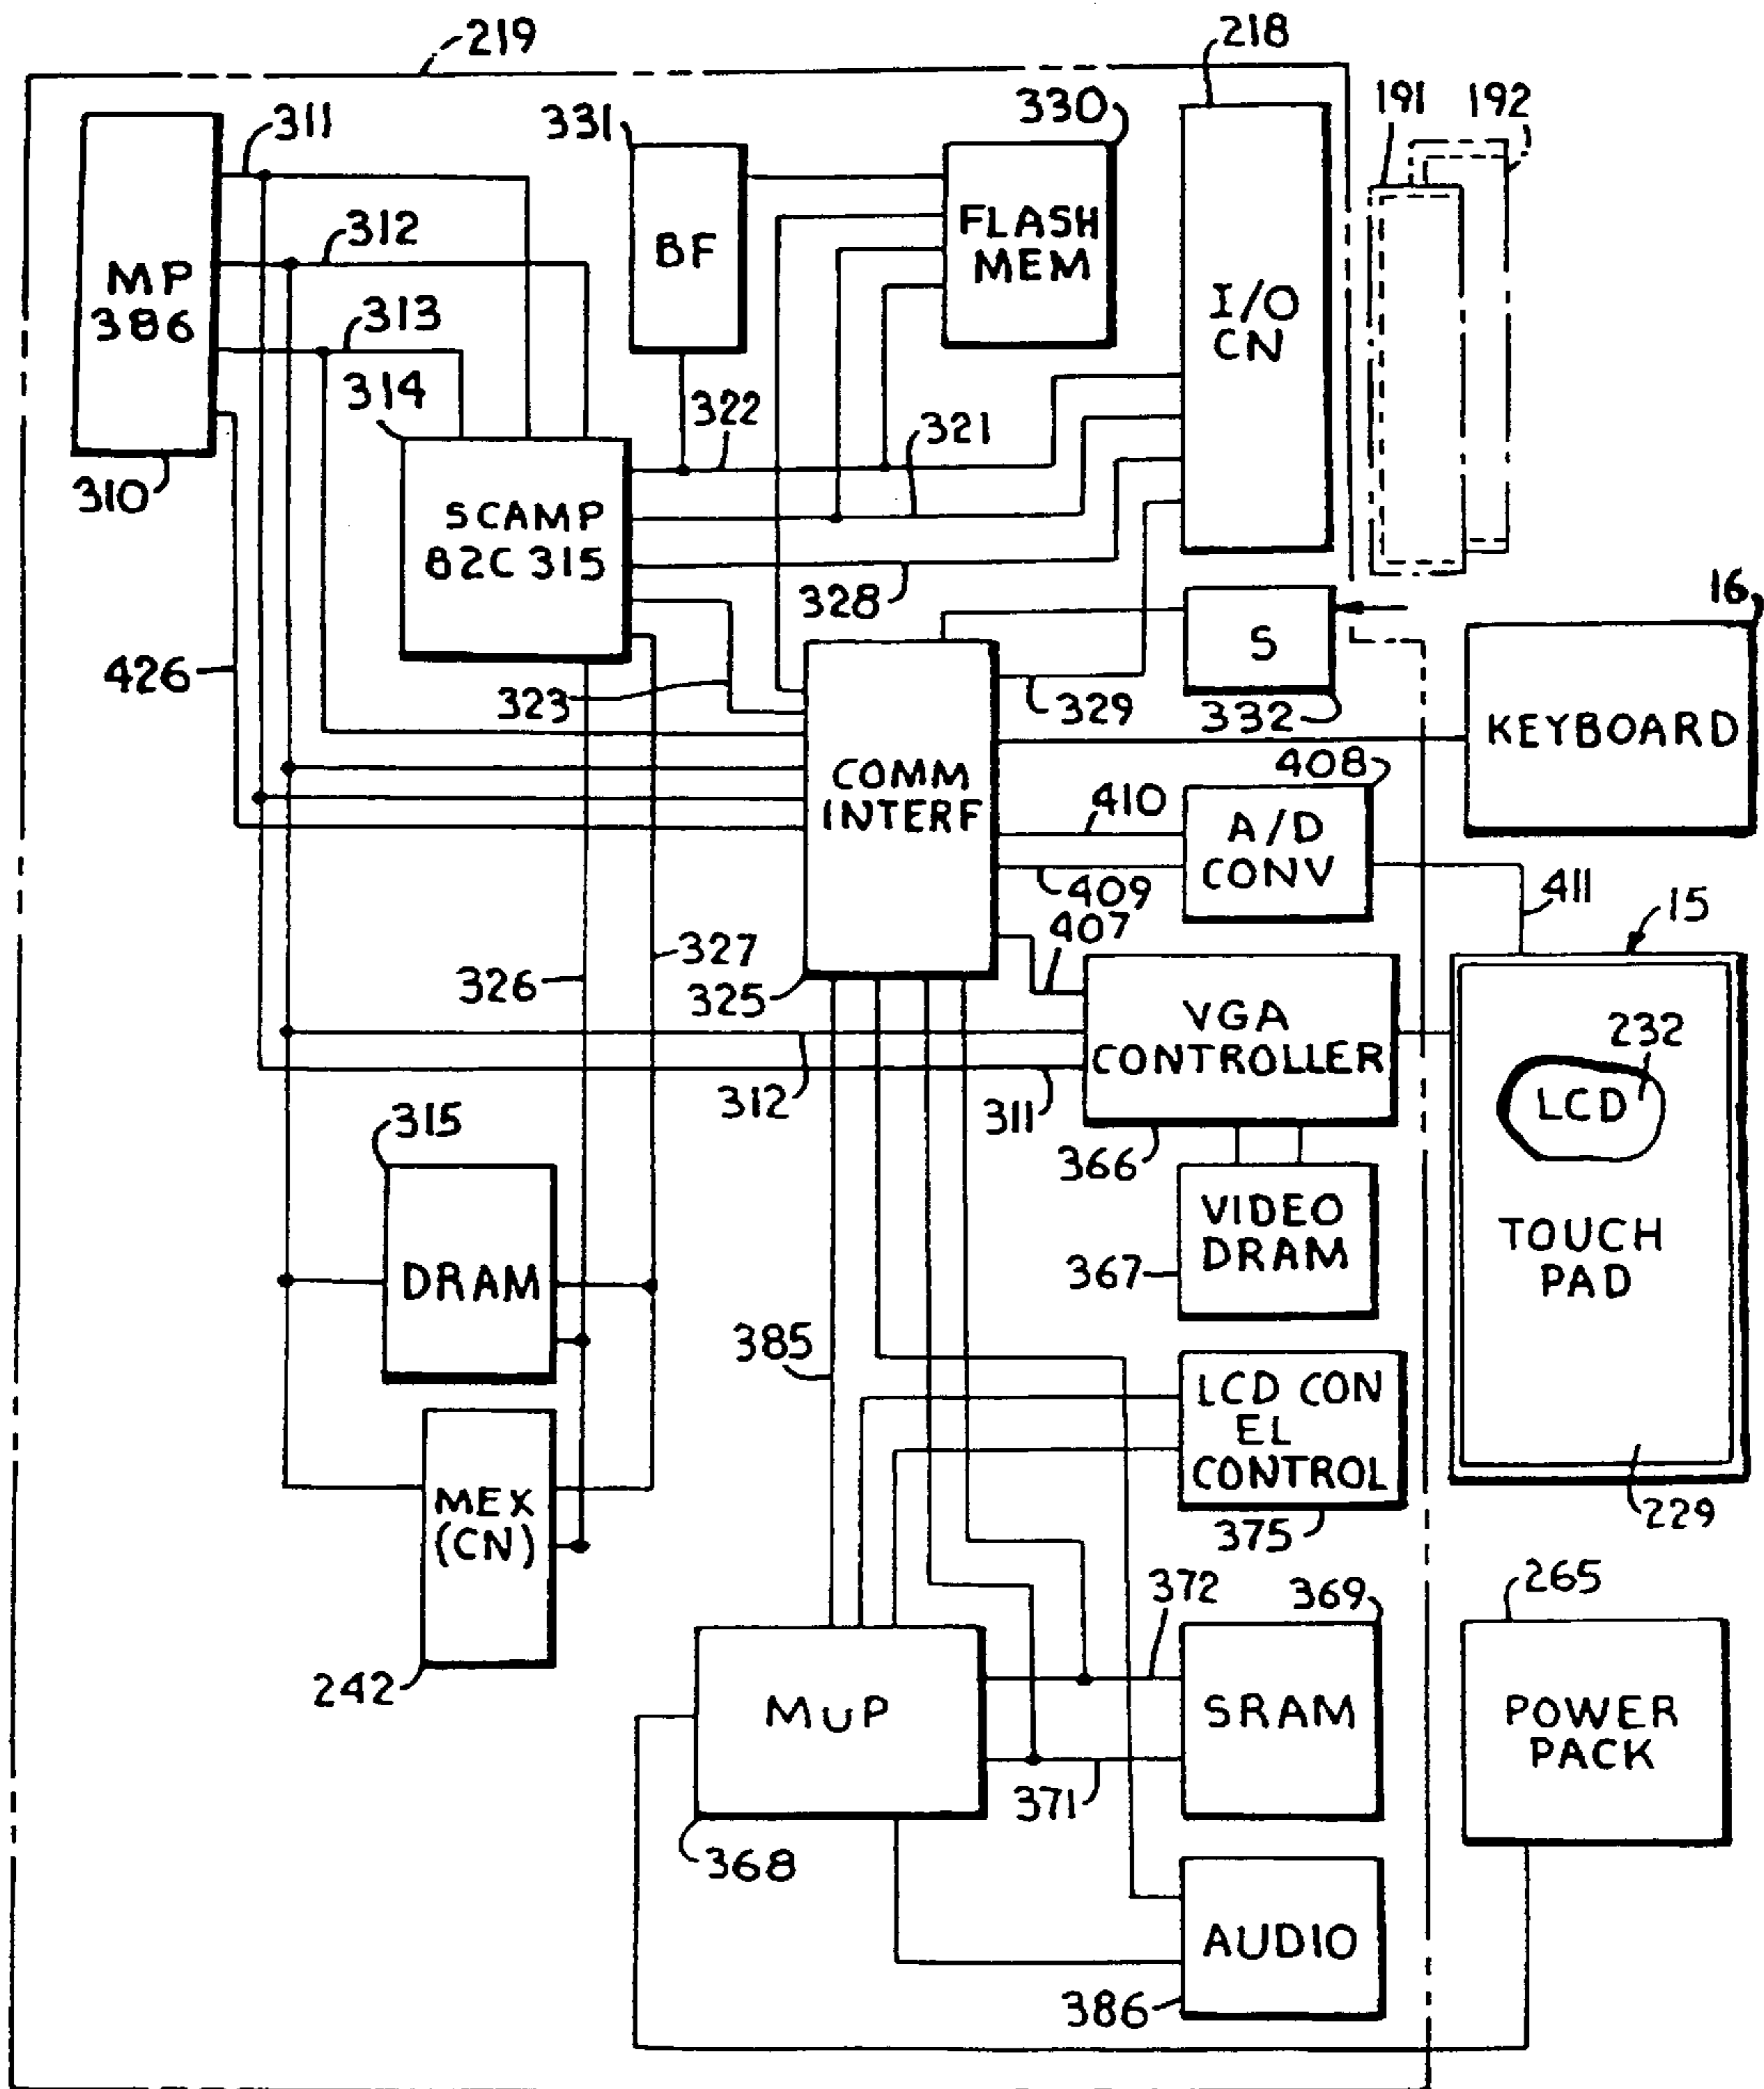 219
218
191
192
311
331
330
312
313
314
MP
386
310
BF
FLASH
MEM
I/O
CN
322
321
SCAMP
82C 315
328
S
332
16
KEYBOARD
426
323
329
COMM
INTERF
410
408
A/D
CONV
409
407
411
15
326
327
325
VGA
CONTROLLER
312
311
366
232
LCD
TOUCH
PAD
229
315
DRAM
VIDEO
DRAM
367
385
LCD CON
EL
CONTROL
375
MEX
(CN)
242
372
369
265
MUP
SRAM
371
368
POWER
PACK
AUDIO
386